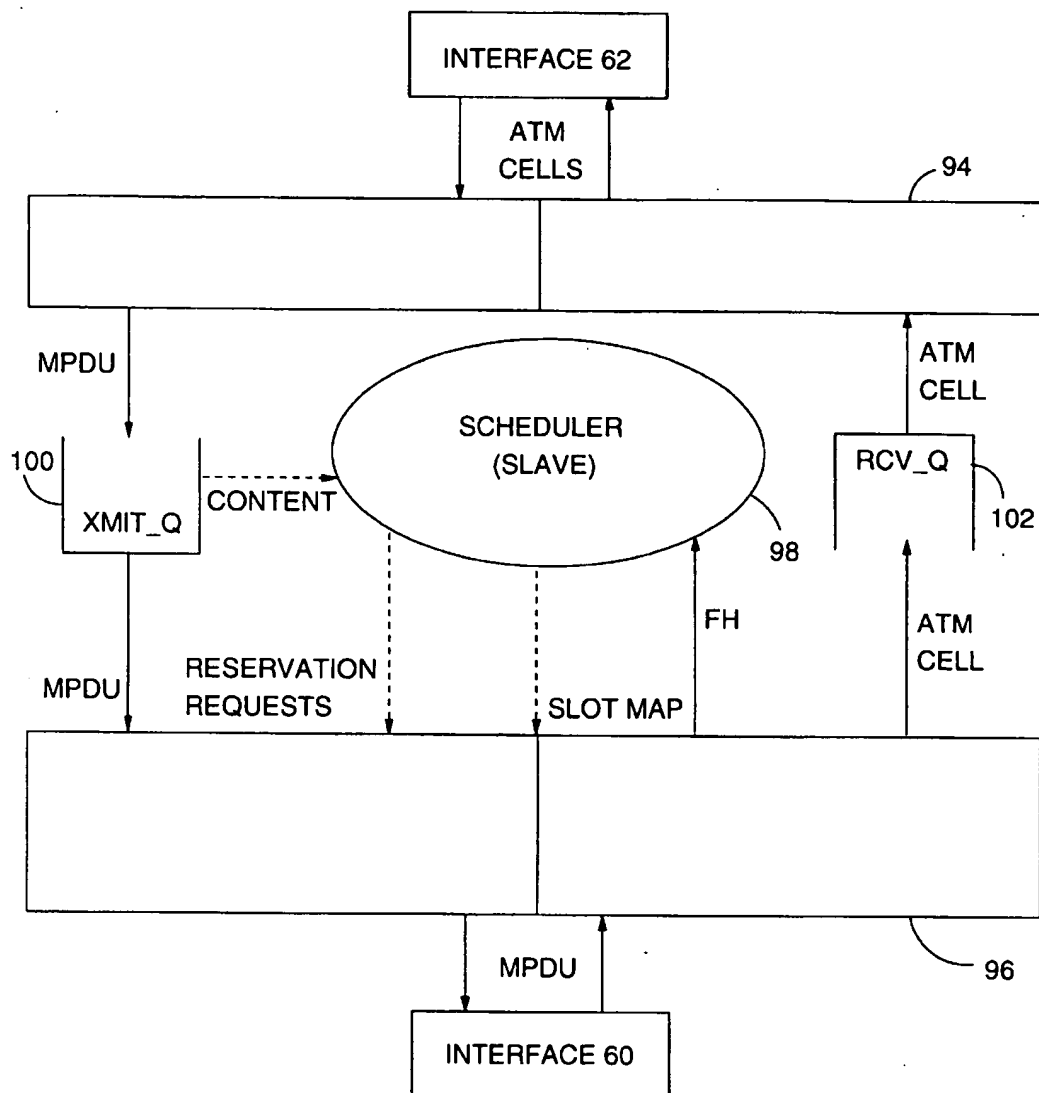 INTERFACE 62
ATM
CELLS
94
MPDU
ATM
CELL
SCHEDULER
(SLAVE)
100
XMIT_Q
CONTENT
RCV_Q
102
98
FH
ATM
CELL
MPDU
RESERVATION
REQUESTS
SLOT MAP
MPDU
96
INTERFACE 60